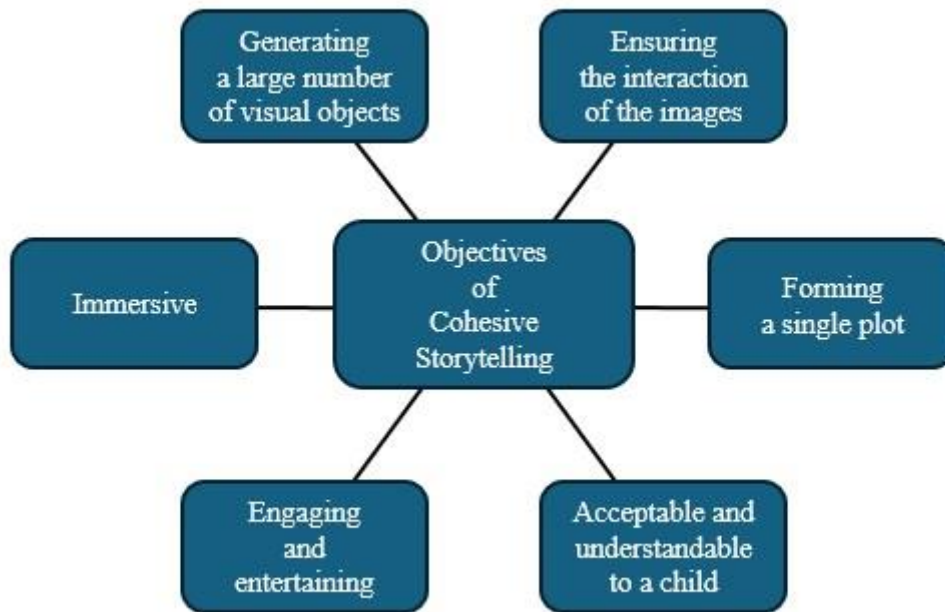 Generating
a large number
of visual objects
Ensuring
the interaction
of the images
Immersive
Objectives
of
Cohesive
Storytelling
Forming
a single plot
Engaging
and
entertaining
Acceptable and
understandable
to a child